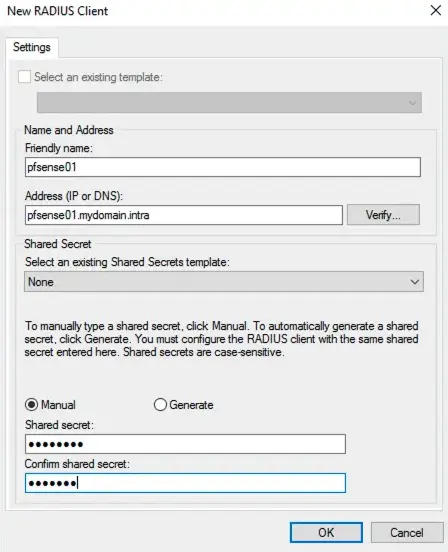 New RADIUS Client
Settings
Select an existing template:
Name and Address
Friendly name:
pfsense01
Address (IP or DNS):
pfsense01.mydomain.intra
Verify...
Shared Secret
Select an existing Shared Secrets template:
None
To manually type a shared secret, click Manual. To automatically generate a shared
secret, click Generate. You must configure the RADIUS client with the same shared
secret entered here. Shared secrets are case-sensitive.
Manual
Generate
Shared secret:
●●●●●●●●
Confirm shared secret:
●●●●●●●
OK
Cancel